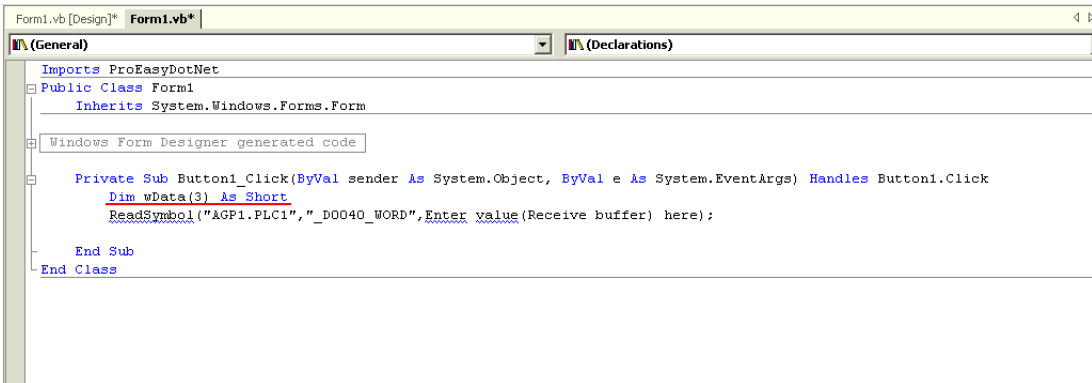 Form1.vb [Design]* Form1.vb*
(General) (Declarations)
Imports ProEasyDotNet
Public Class Form1
Inherits System.Windows.Forms.Form
Windows Form Designer generated code
Private Sub Button1_Click(ByVal sender As System.Object, ByVal e As System.EventArgs) Handles Button1.Click
Dim wData(3) As Short
ReadSymbol("AGP1.PLC1","_D0040_WORD",Enter value(Receive buffer) here);
End Sub
End Class